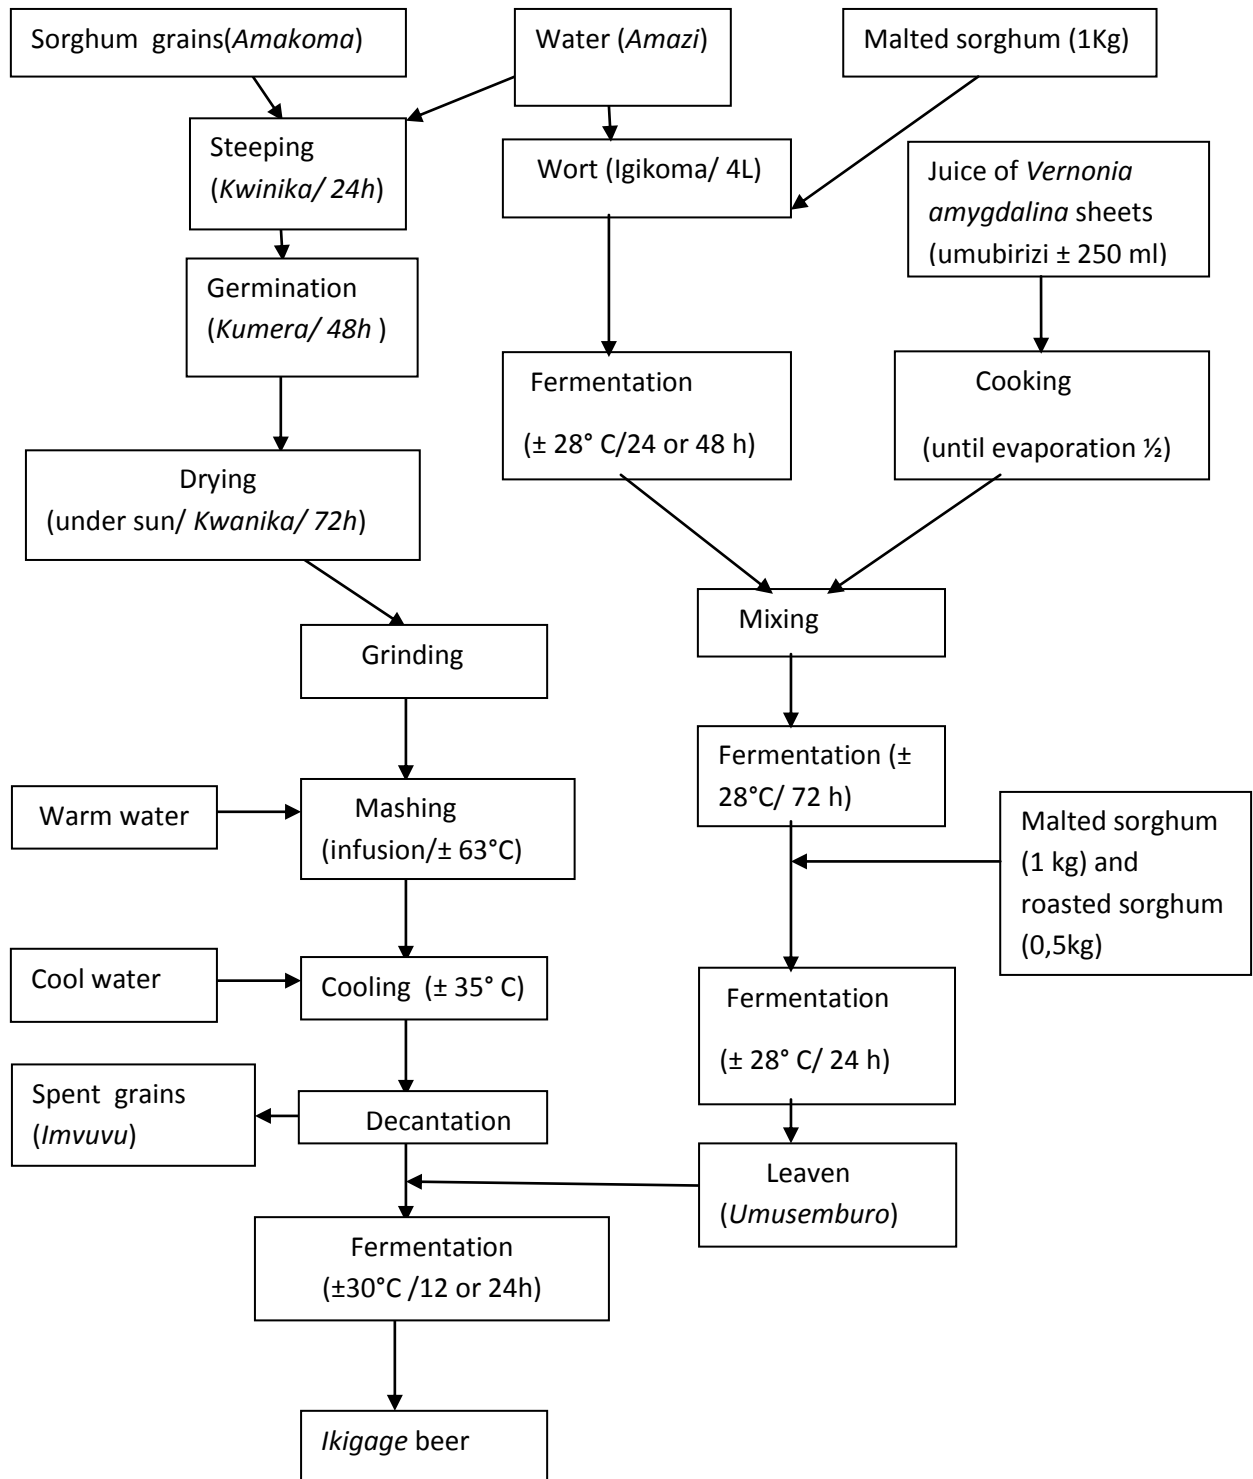 Sorghum grains(Amakoma)
Water (Amazi)
Malted sorghum (1Kg)
Steeping
(Kwinika/ 24h)
Wort (Igikoma/ 4L)
Juice of Vernonia
amygdalina sheets
(umubirizi ± 250 ml)
Germination
(Kumera/ 48h )
Fermentation
(± 28° C/24 or 48 h)
Cooking
(until evaporation ½)
Drying
(under sun/ Kwanika/ 72h)
Mixing
Grinding
Fermentation (±
28°C/ 72 h)
Warm water
Mashing
(infusion/± 63°C)
Malted sorghum
(1 kg) and
roasted sorghum
(0,5kg)
Cool water
Cooling (± 35° C)
Fermentation
(± 28° C/ 24 h)
Spent grains
(Imvuvu)
Decantation
Leaven
(Umusemburo)
Fermentation
(±30°C /12 or 24h)
Ikigage beer